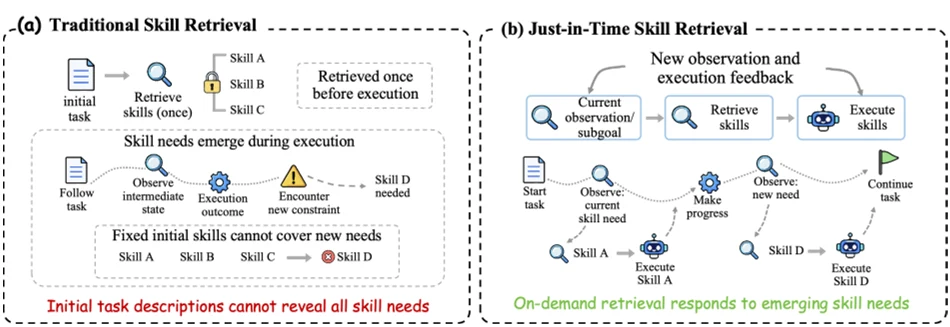 (a) Traditional Skill Retrieval
initial
task
Retrieve
skills (once)
Skill A
Skill B
Skill C
Retrieved once
before execution
Skill needs emerge during execution
Follow
task
Observe
intermediate
state
Execution
outcome
Encounter
new constraint
Skill D
needed
Fixed initial skills cannot cover new needs
Skill A
Skill B
Skill C
Skill D
Initial task descriptions cannot reveal all skill needs
(b) Just-in-Time Skill Retrieval
New observation and
execution feedback
Current
observation/
subgoal
Retrieve
skills
Execute
skills
Start
task
Observe:
current
skill need
Make
progress
Observe:
new need
Continue
task
Skill A
Execute
Skill A
Skill D
Execute
Skill D
On-demand retrieval responds to emerging skill needs